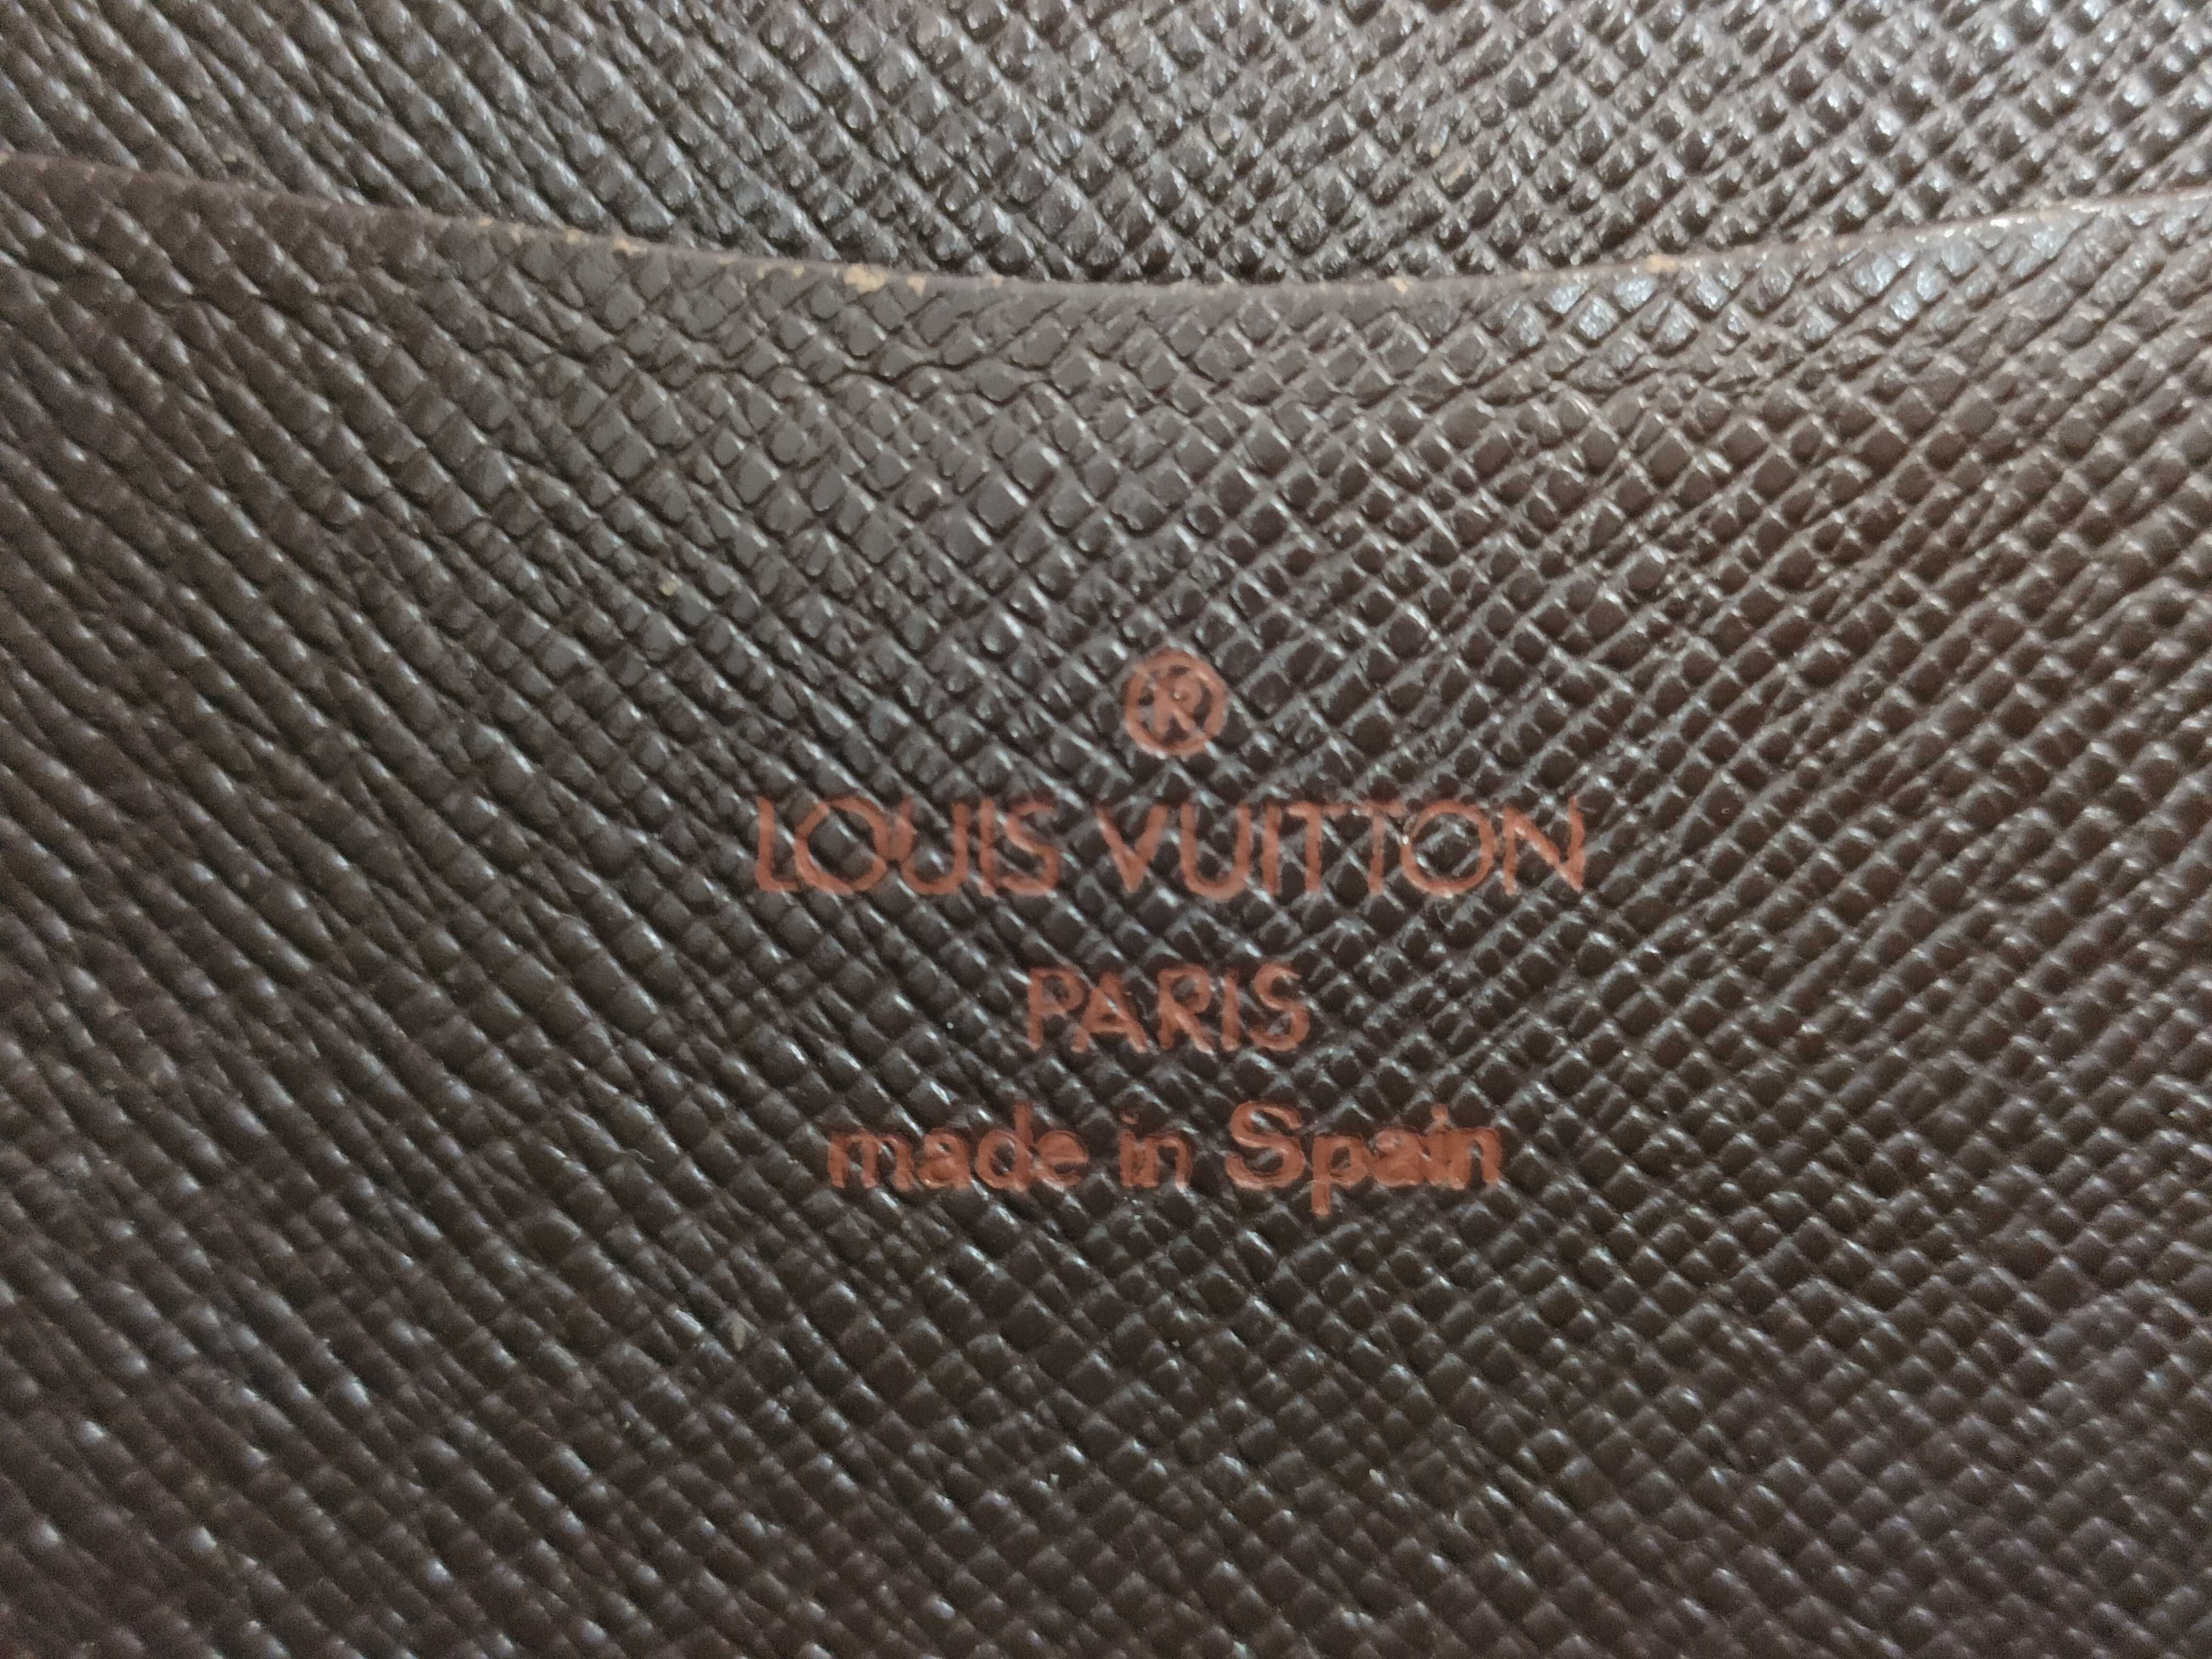 ®
LOUIS VUITTON
PARIS
made in Spain